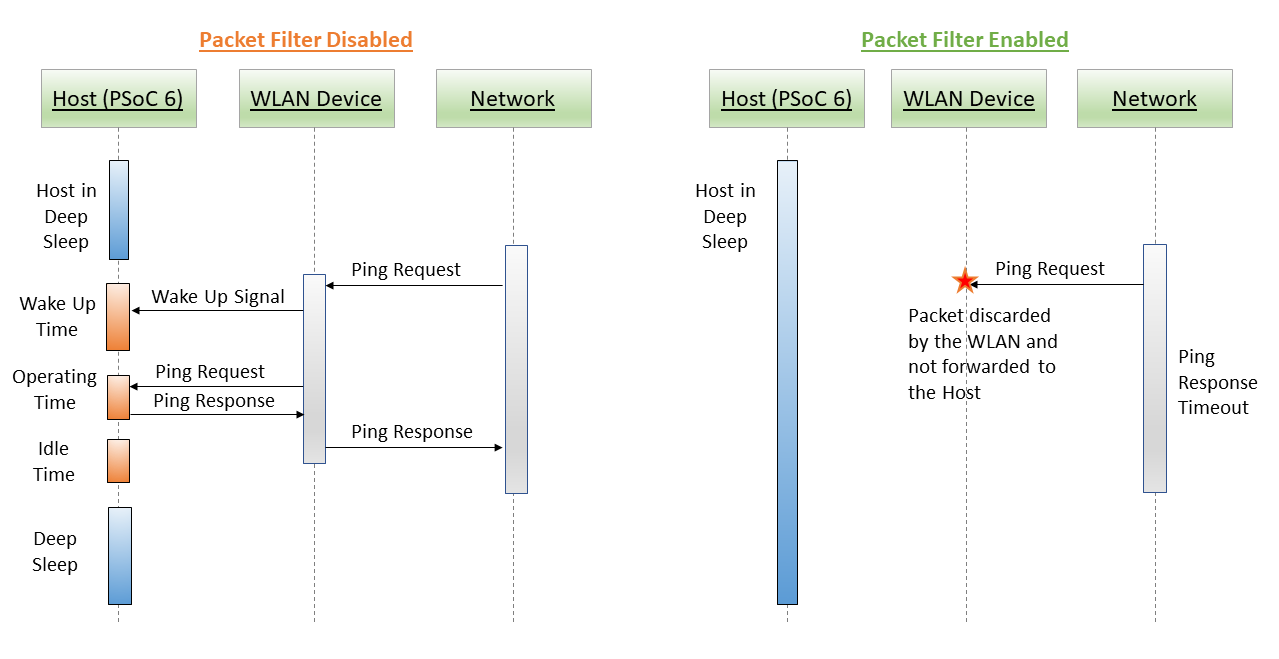 Packet Filter Disabled
Host (PSoC 6)
WLAN Device
Network
Host in
Deep
Sleep
Ping Request
Wake Up Signal
Wake Up
Time
Ping Request
Operating
Time
Ping Response
Ping Response
Idle
Time
Deep
Sleep
Packet Filter Enabled
Host (PSoC 6)
WLAN Device
Network
Host in
Deep
Sleep
Ping Request
Packet discarded
by the WLAN and
not forwarded to
the Host
Ping
Response
Timeout